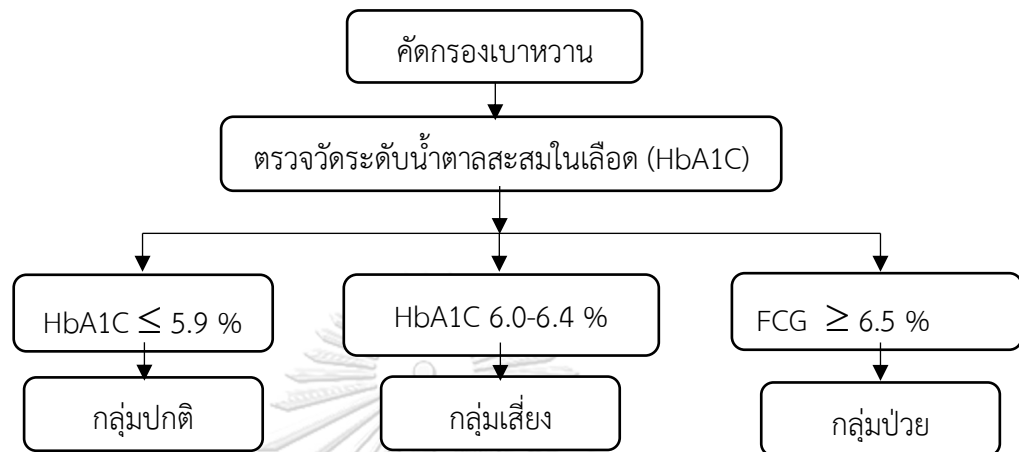 คัดกรองเบาหวาน
ตรวจวัดระดับน้ำตาลสะสมในเลือด (HbA1C)
HbA1C ≤ 5.9 %
HbA1C 6.0-6.4 %
FCG ≥ 6.5 %
กลุ่มปกติ
กลุ่มเสี่ยง
กลุ่มป่วย